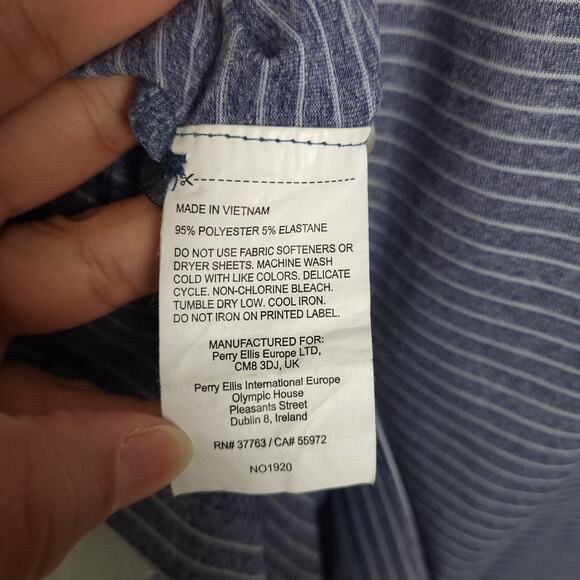 MADE IN VIETNAM
95% POLYESTER 5% ELASTANE
DO NOT USE FABRIC SOFTENERS OR
DRYER SHEETS. MACHINE WASH
COLD WITH LIKE COLORS. DELICATE
CYCLE. NON-CHLORINE BLEACH.
TUMBLE DRY LOW. COOL IRON.
DO NOT IRON ON PRINTED LABEL.
MANUFACTURED FOR:
Perry Ellis Europe LTD,
CM8 3DJ, UK
Perry Ellis International Europe
Olympic House
Pleasants Street
Dublin 8, Ireland
RN# 37763 / CA# 55972
NO1920